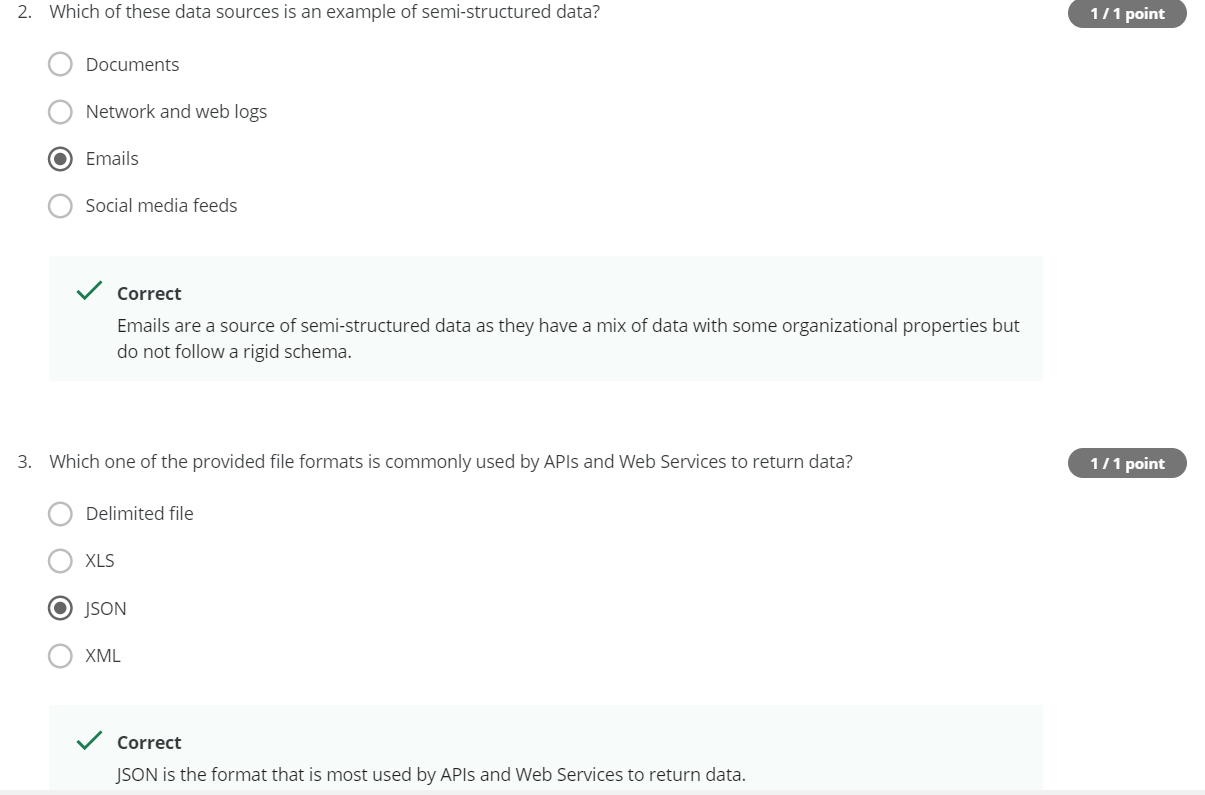 2. Which of these data sources is an example of semi-structured data?
1 / 1 point
Documents
Network and web logs
Emails
Social media feeds
Correct
Emails are a source of semi-structured data as they have a mix of data with some organizational properties but
do not follow a rigid schema.
3. Which one of the provided file formats is commonly used by APIs and Web Services to return data?
1 / 1 point
Delimited file
XLS
JSON
XML
Correct
JSON is the format that is most used by APIs and Web Services to return data.